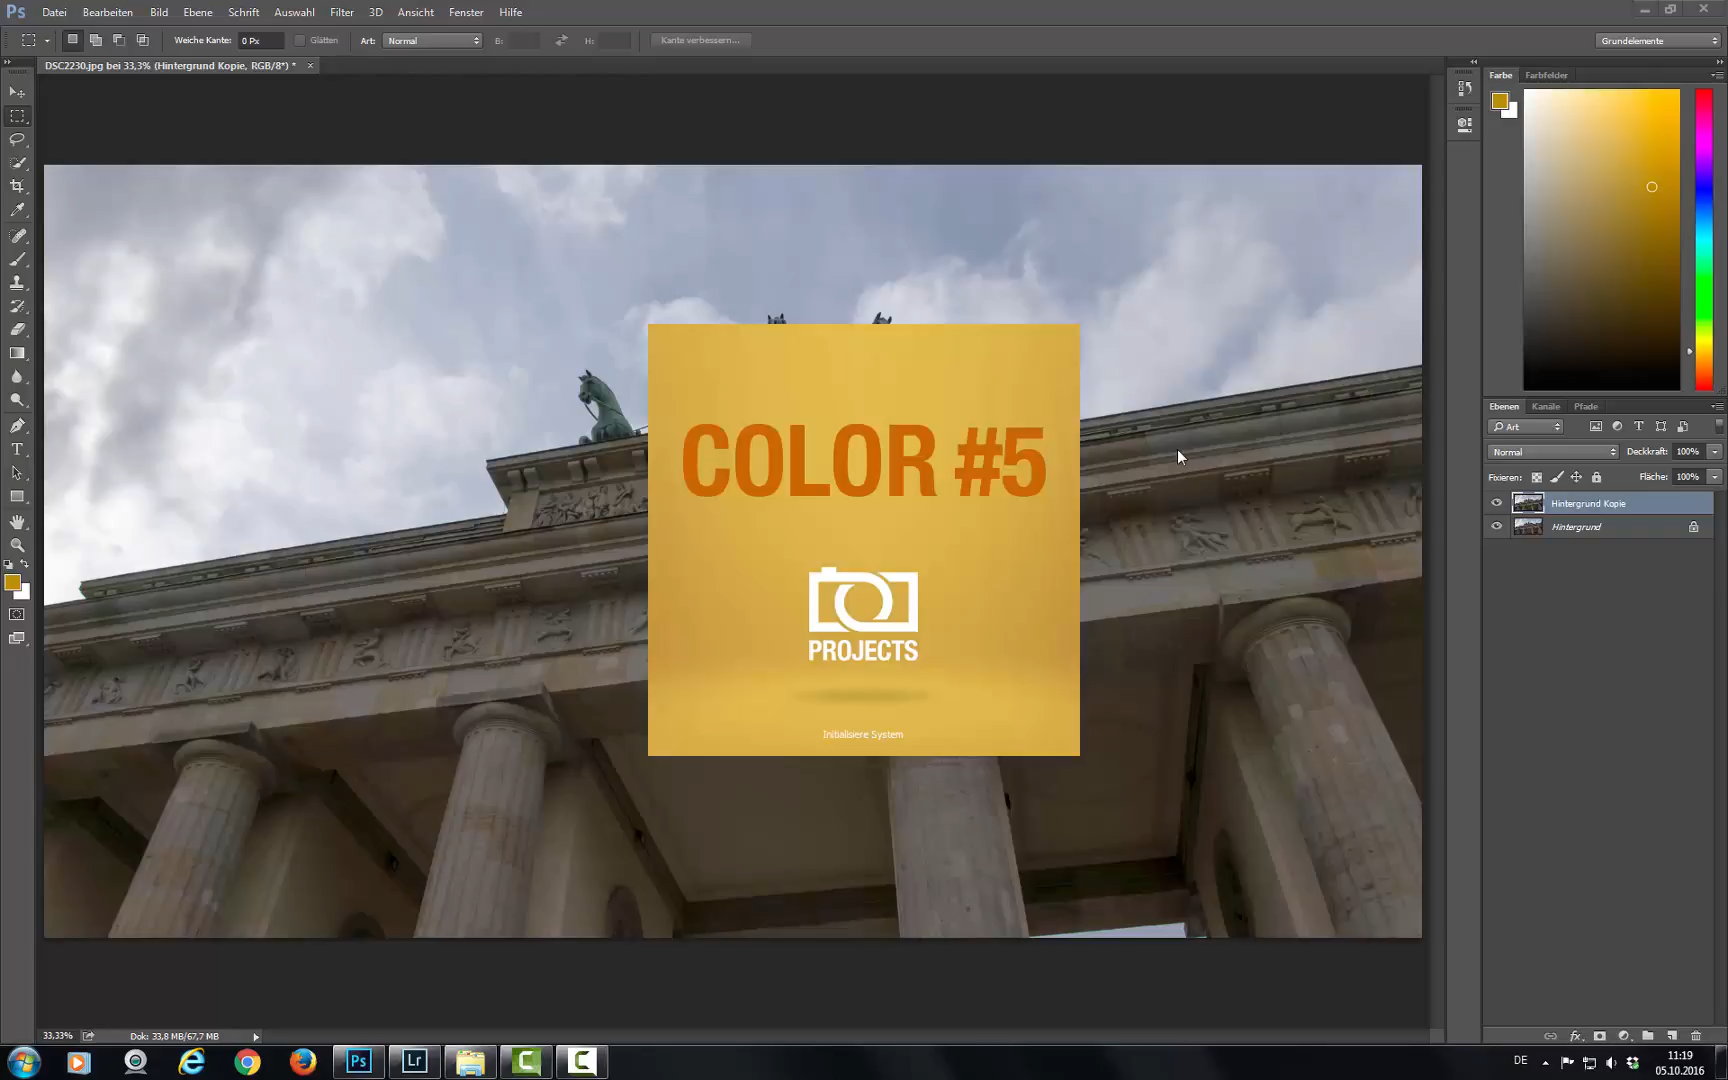 Ps Datei Bearbeiten Bild Ebene Schrift Auswahl Filter 3D Ansicht Fenster Hilfe
Weiche Kante: 0 Px Glätten Art: Normal B: H: Kante verbessern... Grundelemente
DSC2230.jpg bei 33,3% (Hintergrund Kopie, RGB/8*) * ×
Farbe Farbfelder
COLOR #5
PROJECTS
Initialisiere System
Ebenen Kanäle Pfade
Art
Normal Deckkraft: 100%
Fixieren: Fläche: 100%
Hintergrund Kopie
Hintergrund
33,33% Dok: 33,8 MB/67,7 MB
Ps Lr DE 11:19
05.10.2016